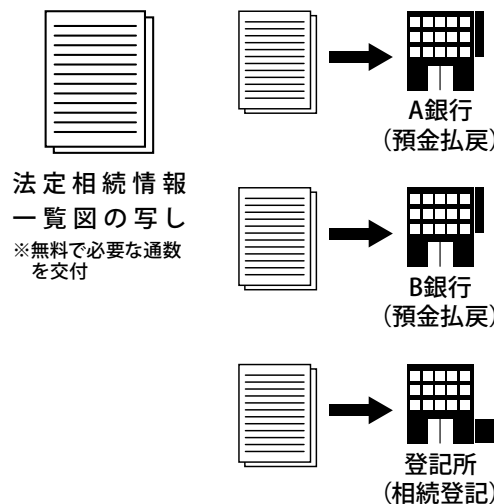 法定相続情報
一覧図の写し
※無料で必要な通数
を交付
A銀行
(預金払戻)
B銀行
(預金払戻)
登記所
(相続登記)